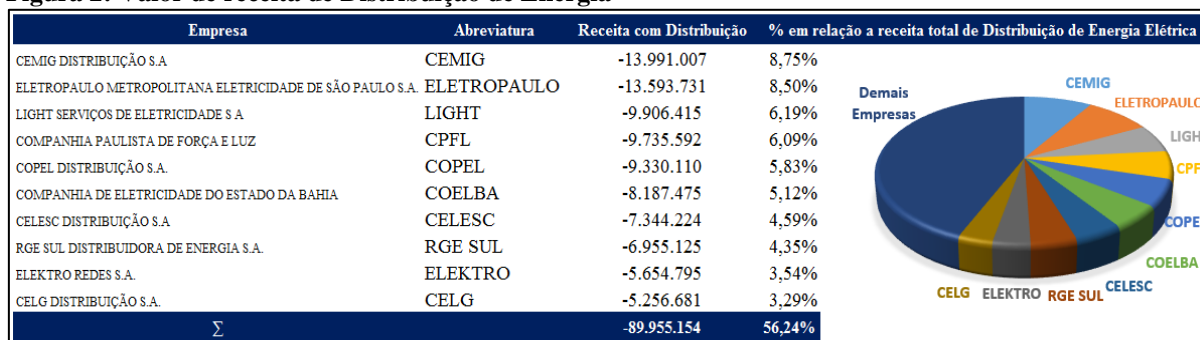 Empresa Abreviatura Receita com Distribuição % em relação a receita total de Distribuição de Energia Elétrica
CEMIG DISTRIBUIÇÃO S.A CEMIG -13.991.007 8,75%
ELETROPAULO METROPOLITANA ELETRICIDADE DE SÃO PAULO S.A. ELETROPAULO -13.593.731 8,50%
LIGHT SERVIÇOS DE ELETRICIDADE S A LIGHT -9.906.415 6,19%
COMPANHIA PAULISTA DE FORÇA E LUZ CPFL -9.735.592 6,09%
COPEL DISTRIBUIÇÃO S.A. COPEL -9.330.110 5,83%
COMPANHIA DE ELETRICIDADE DO ESTADO DA BAHIA COELBA -8.187.475 5,12%
CELESC DISTRIBUIÇÃO S.A CELESC -7.344.224 4,59%
RGE SUL DISTRIBUIDORA DE ENERGIA S.A. RGE SUL -6.955.125 4,35%
ELEKTRO REDES S.A. ELEKTRO -5.654.795 3,54%
CELG DISTRIBUIÇÃO S.A. CELG -5.256.681 3,29%
∑ -89.955.154 56,24%
Demais
Empresas
CEMIG
ELETROPAULO
LIGH
CPF
COPE
COELBA
CELESC
RGE SUL
ELEKTRO
CELG